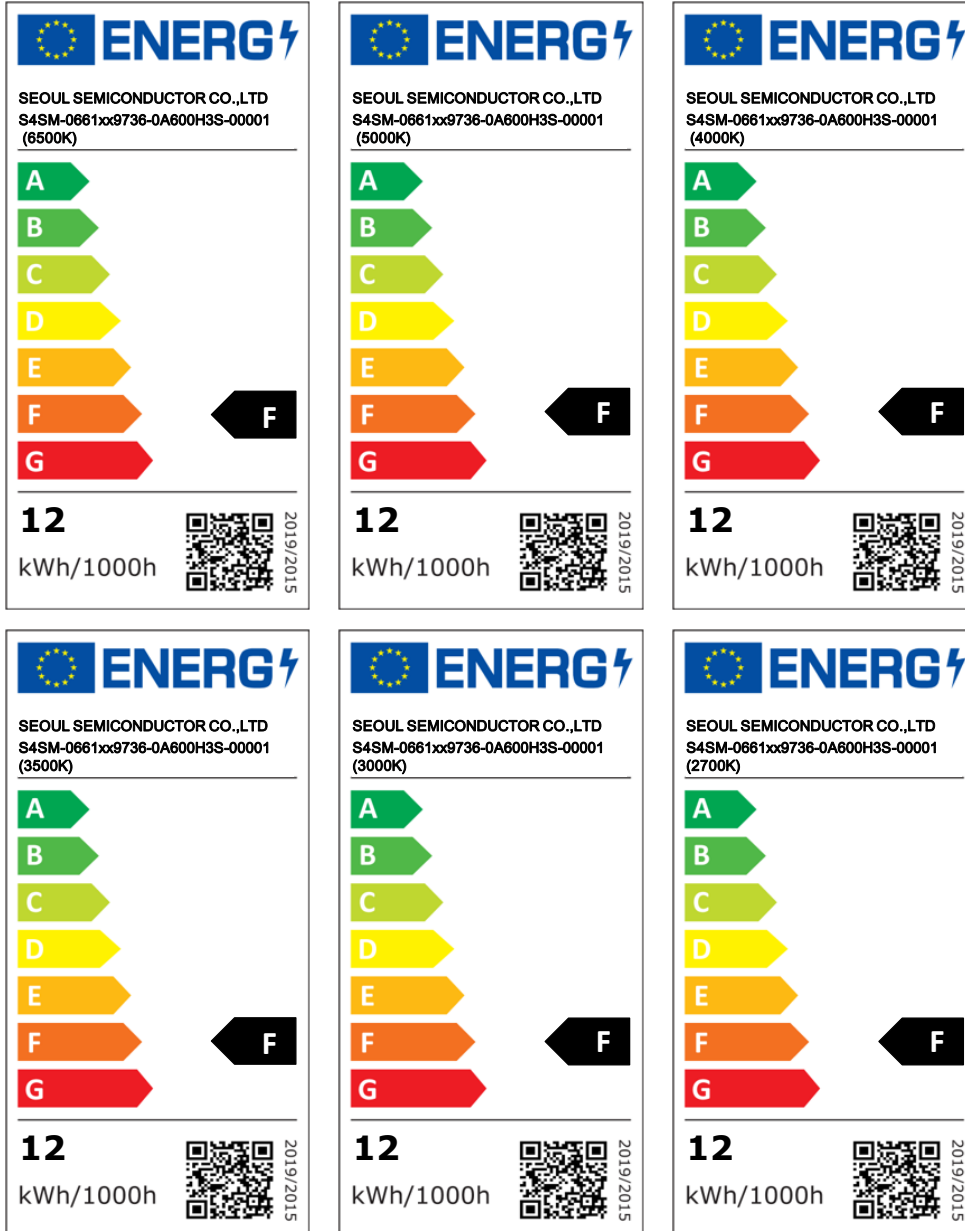 ENERG
SEOUL SEMICONDUCTOR CO.,LTD
S4SM-0661xx9736-0A600H3S-00001
(6500K)
A
B
C
D
E
F
F
G
12
kWh/1000h
2019/2015
ENERG
SEOUL SEMICONDUCTOR CO.,LTD
S4SM-0661xx9736-0A600H3S-00001
(5000K)
A
B
C
D
E
F
F
G
12
kWh/1000h
2019/2015
ENERG
SEOUL SEMICONDUCTOR CO.,LTD
S4SM-0661xx9736-0A600H3S-00001
(4000K)
A
B
C
D
E
F
F
G
12
kWh/1000h
2019/2015
ENERG
SEOUL SEMICONDUCTOR CO.,LTD
S4SM-0661xx9736-0A600H3S-00001
(3500K)
A
B
C
D
E
F
F
G
12
kWh/1000h
2019/2015
ENERG
SEOUL SEMICONDUCTOR CO.,LTD
S4SM-0661xx9736-0A600H3S-00001
(3000K)
A
B
C
D
E
F
F
G
12
kWh/1000h
2019/2015
ENERG
SEOUL SEMICONDUCTOR CO.,LTD
S4SM-0661xx9736-0A600H3S-00001
(2700K)
A
B
C
D
E
F
F
G
12
kWh/1000h
2019/2015